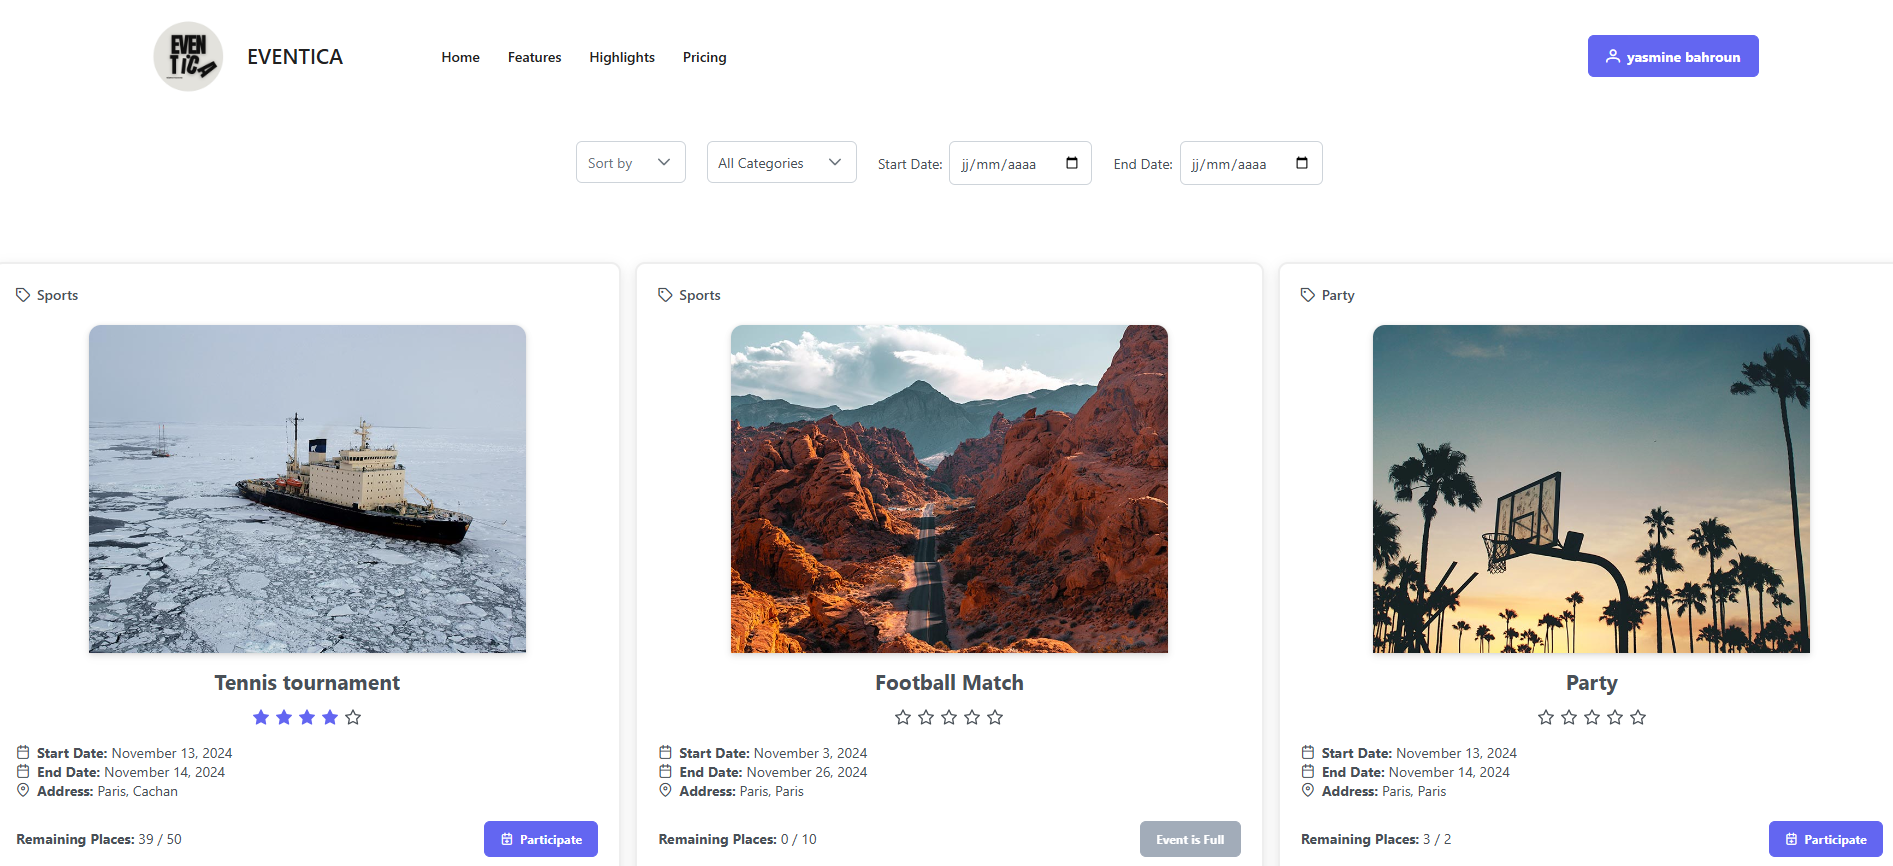 EVEN
TICA
EVENTICA
Home
Features
Highlights
Pricing
yasmine bahroun
Sort by
All Categories
Start Date:
jj/mm/aaaa
End Date:
jj/mm/aaaa
Sports
Tennis tournament
Start Date: November 13, 2024
End Date: November 14, 2024
Address: Paris, Cachan
Remaining Places: 39 / 50
Participate
Sports
Football Match
Start Date: November 3, 2024
End Date: November 26, 2024
Address: Paris, Paris
Remaining Places: 0 / 10
Event is Full
Party
Party
Start Date: November 13, 2024
End Date: November 14, 2024
Address: Paris, Paris
Remaining Places: 3 / 2
Participate